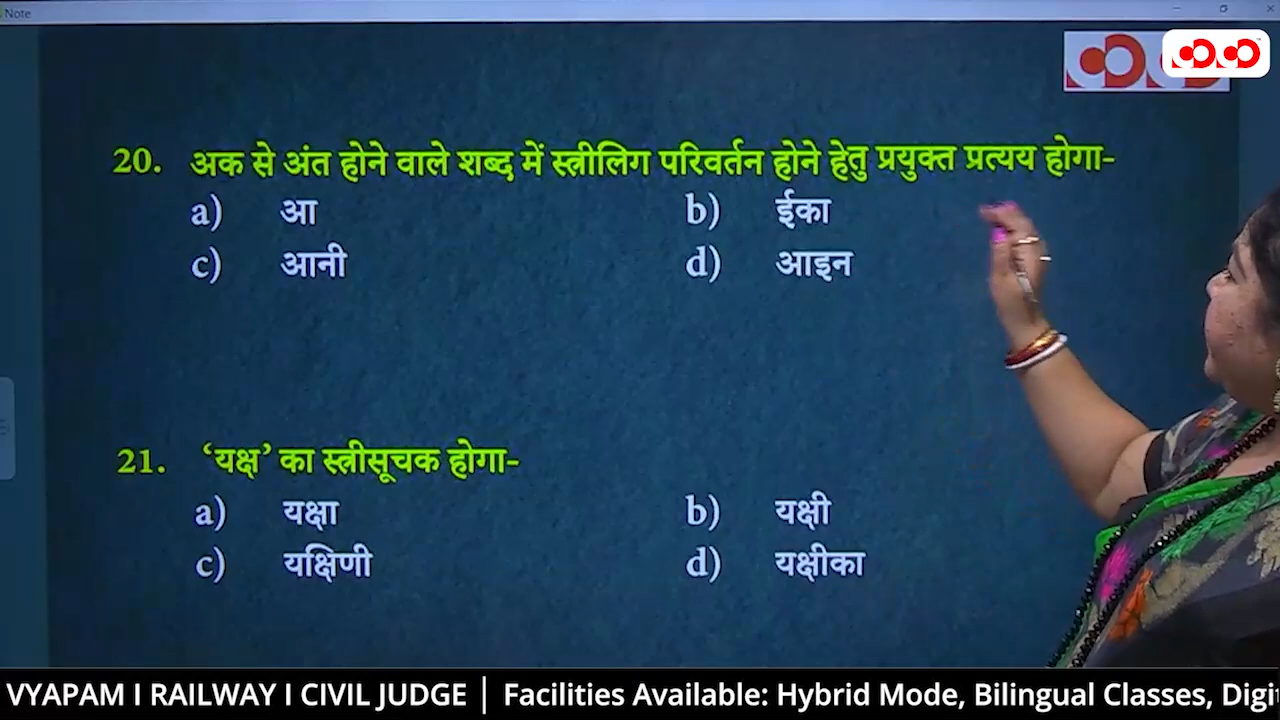 Note
20. अक से अंत होने वाले शब्द में स्त्रीलिग परिवर्तन होने हेतु प्रयुक्त प्रत्यय होगा-
a) आ b) ईका
c) आनी d) आइन
21. ‘यक्ष’ का स्त्रीसूचक होगा-
a) यक्षा b) यक्षी
c) यक्षिणी d) यक्षीका
VYAPAM I RAILWAY I CIVIL JUDGE | Facilities Available: Hybrid Mode, Bilingual Classes, Digi